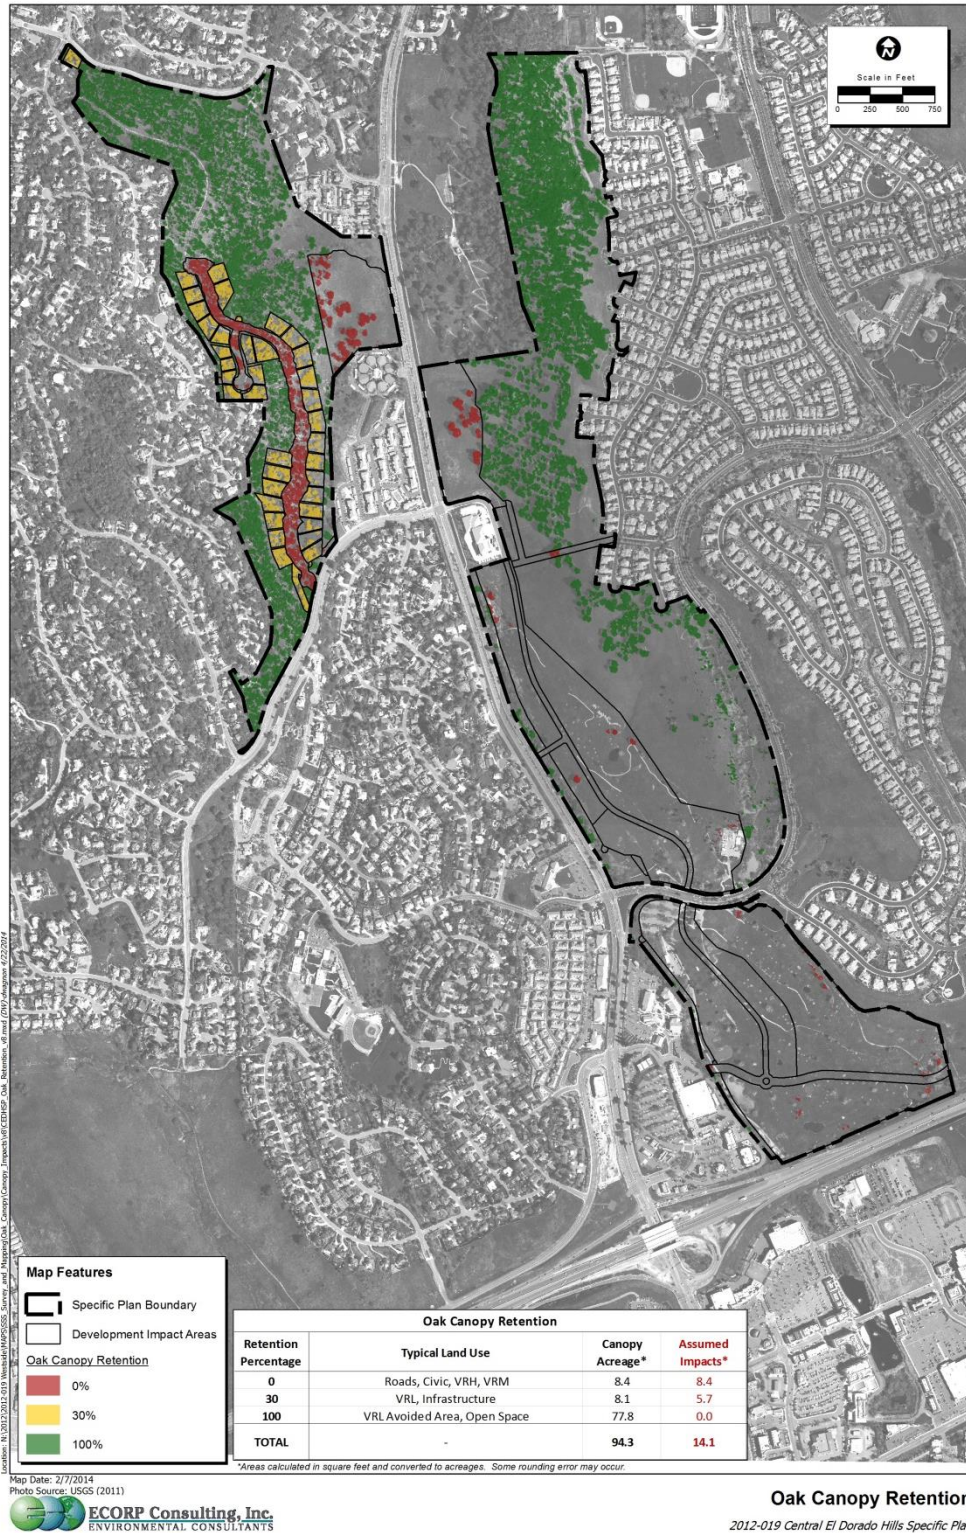 N
Scale in Feet
0 250 500 750
Map Features
Specific Plan Boundary
Development Impact Areas
Oak Canopy Retention
0%
30%
100%
Oak Canopy Retention
Retention Percentage Typical Land Use Canopy Acreage* Assumed Impacts*
0 Roads, Civic, VRH, VRM 8.4 8.4
30 VRL, Infrastructure 8.1 5.7
100 VRL Avoided Area, Open Space 77.8 0.0
TOTAL - 94.3 14.1
*Areas calculated in square feet and converted to acreages. Some rounding error may occur.
Map Date: 2/7/2014
Photo Source: USGS (2011)
ECORP Consulting, Inc.
ENVIRONMENTAL CONSULTANTS
Oak Canopy Retention
2012-019 Central El Dorado Hills Specific Pla